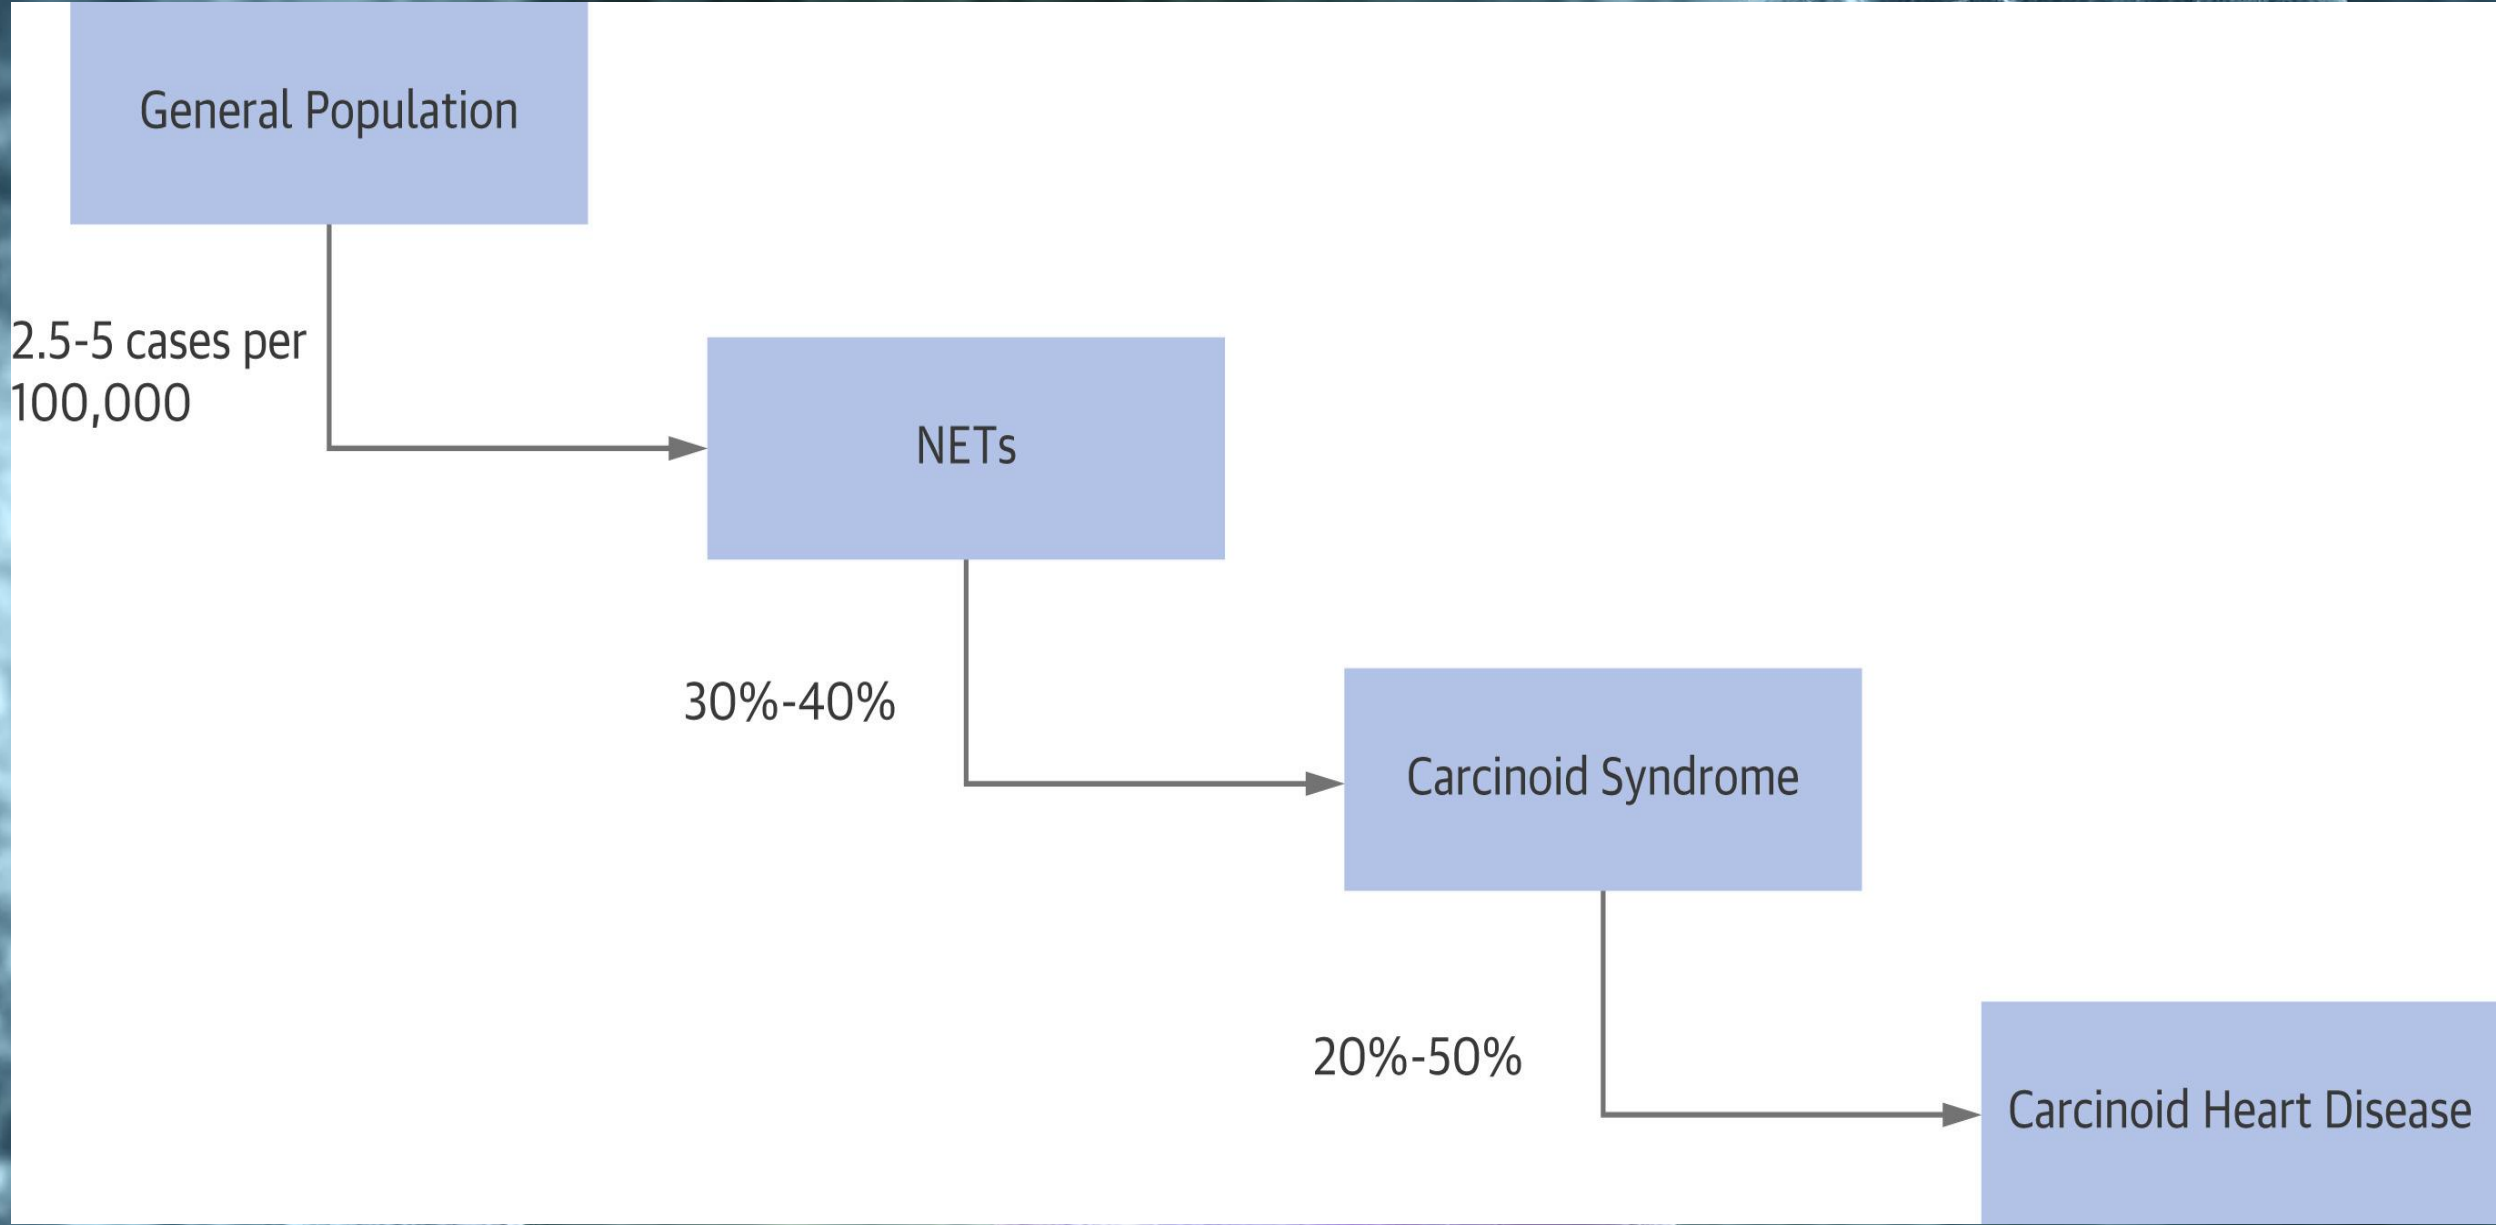 General Population
2.5-5 cases per
100,000
NETs
30%-40%
Carcinoid Syndrome
20%-50%
Carcinoid Heart Disease